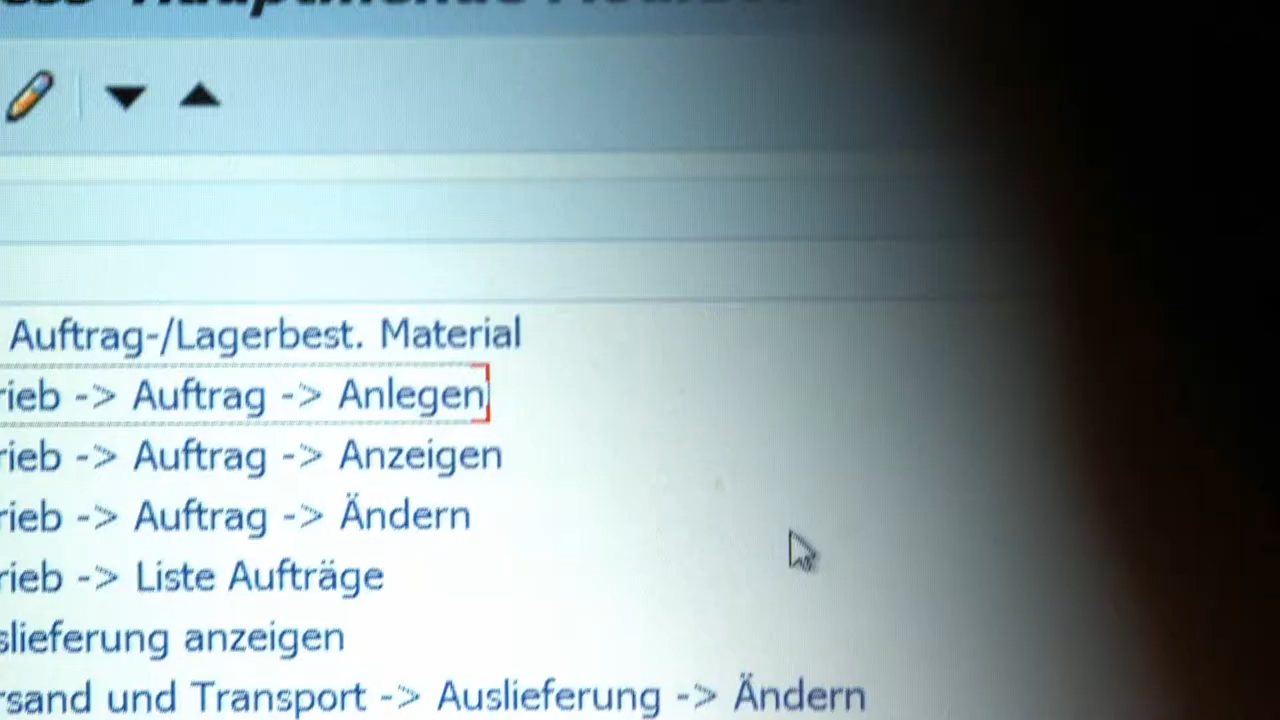 Auftrag-/Lagerbest. Material
rieb -> Auftrag -> Anlegen
rieb -> Auftrag -> Anzeigen
rieb -> Auftrag -> Ändern
rieb -> Liste Aufträge
slieferung anzeigen
rsand und Transport -> Auslieferung -> Ändern